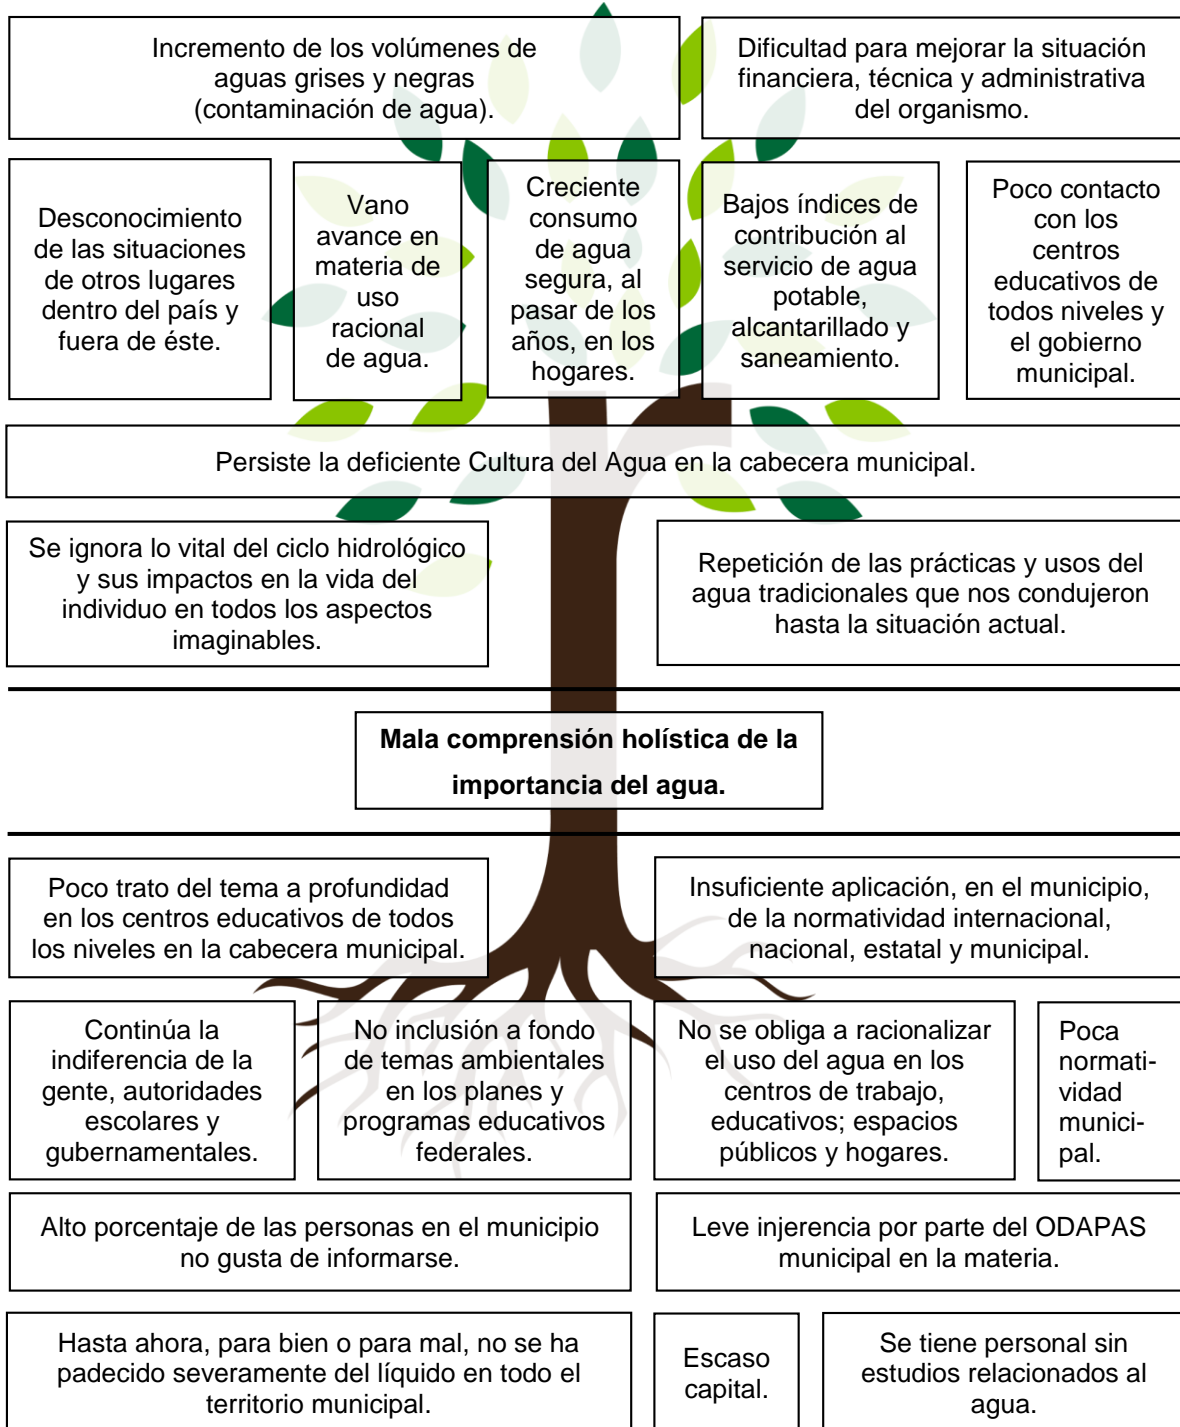 Incremento de los volúmenes de
aguas grises y negras
(contaminación de agua).
Dificultad para mejorar la situación
financiera, técnica y administrativa
del organismo.
Desconocimiento
de las situaciones
de otros lugares
dentro del país y
fuera de éste.
Vano
avance en
materia de
uso
racional
de agua.
Creciente
consumo
de agua
segura, al
pasar de los
años, en los
hogares.
Bajos índices de
contribución al
servicio de agua
potable,
alcantarillado y
saneamiento.
Poco contacto
con los
centros
educativos de
todos niveles y
el gobierno
municipal.
Persiste la deficiente Cultura del Agua en la cabecera municipal.
Se ignora lo vital del ciclo hidrológico
y sus impactos en la vida del
individuo en todos los aspectos
imaginables.
Repetición de las prácticas y usos del
agua tradicionales que nos condujeron
hasta la situación actual.
Mala comprensión holística de la
importancia del agua.
Poco trato del tema a profundidad
en los centros educativos de todos
los niveles en la cabecera municipal.
Insuficiente aplicación, en el municipio,
de la normatividad internacional,
nacional, estatal y municipal.
Continúa la
indiferencia de la
gente, autoridades
escolares y
gubernamentales.
No inclusión a fondo
de temas ambientales
en los planes y
programas educativos
federales.
No se obliga a racionalizar
el uso del agua en los
centros de trabajo,
educativos; espacios
públicos y hogares.
Poca
normati-
vidad
munici-
pal.
Alto porcentaje de las personas en el municipio
no gusta de informarse.
Leve injerencia por parte del ODAPAS
municipal en la materia.
Hasta ahora, para bien o para mal, no se ha
padecido severamente del líquido en todo el
territorio municipal.
Escaso
capital.
Se tiene personal sin
estudios relacionados al
agua.